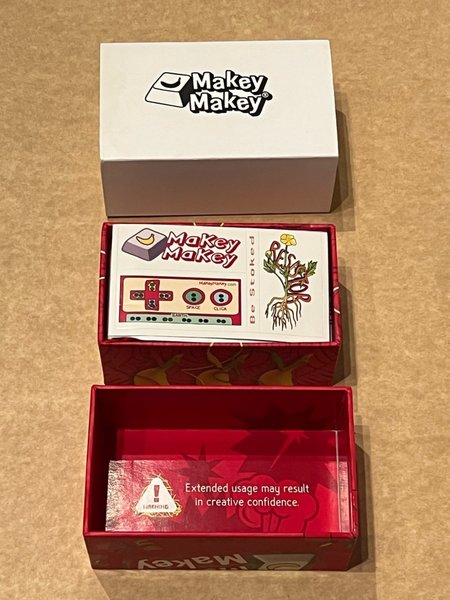 Makey
Makey®
Makey
Makey
MaKeyMaKey.com
SPACE
CLICK
EARTH
Be Stoked
RESISTOR
WARNING
Extended usage may result
in creative confidence.
Makey